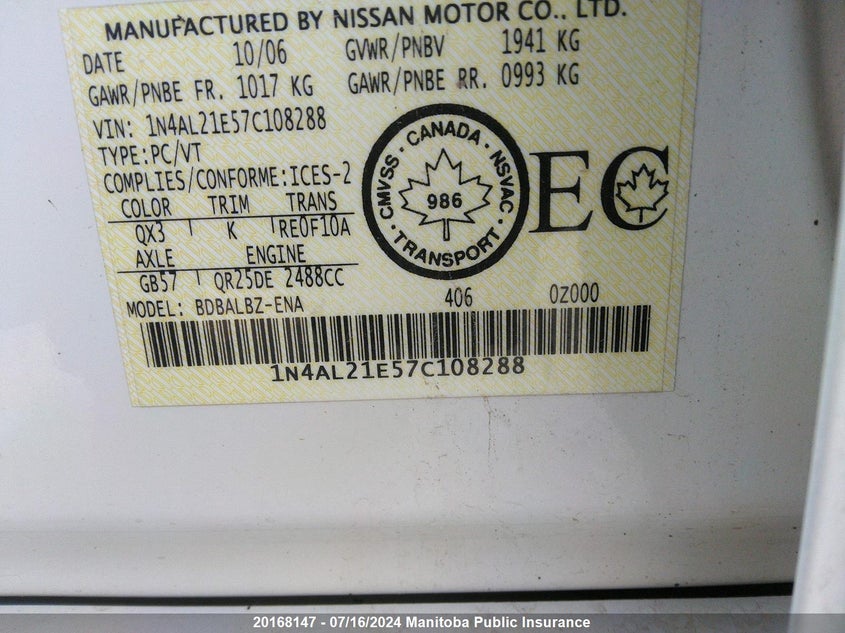 MANUFACTURED BY NISSAN MOTOR CO., LTD.
DATE 10/06 GVWR/PNBV 1941 KG
GAWR/PNBE FR. 1017 KG GAWR/PNBE RR. 0993 KG
VIN: 1N4AL21E57C108288
TYPE:PC/VT
COMPLIES/CONFORME:ICES-2
COLOR TRIM TRANS
QX3 K RE0F10A
AXLE ENGINE
GB57 QR25DE 2488CC
MODEL: BDBALBZ-ENA 406 0Z000
CMVSS · CANADA · NSVAC · TRANSPORT ·
986
EC
1N4AL21E57C108288
20168147 - 07/16/2024 Manitoba Public Insurance